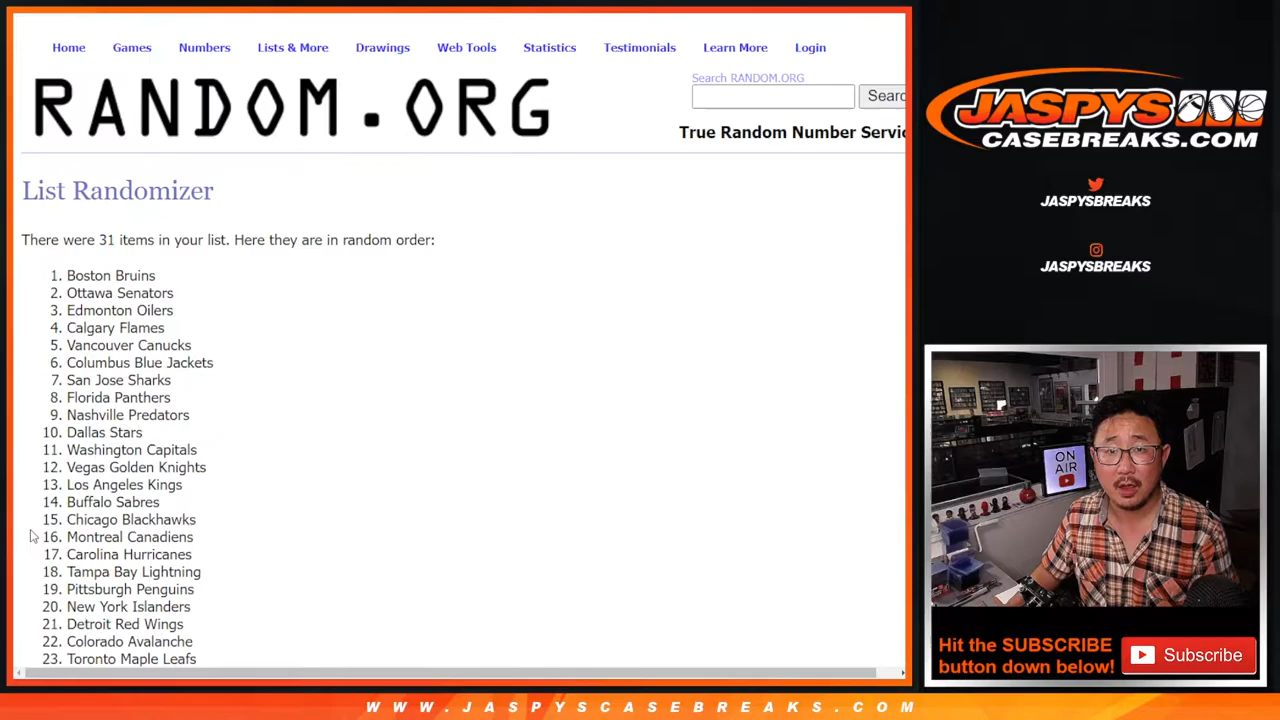 Home Games Numbers Lists & More Drawings Web Tools Statistics Testimonials Learn More Login
RANDOM.ORG
Search RANDOM.ORG
Searc
True Random Number Servic
List Randomizer
There were 31 items in your list. Here they are in random order:
1. Boston Bruins
2. Ottawa Senators
3. Edmonton Oilers
4. Calgary Flames
5. Vancouver Canucks
6. Columbus Blue Jackets
7. San Jose Sharks
8. Florida Panthers
9. Nashville Predators
10. Dallas Stars
11. Washington Capitals
12. Vegas Golden Knights
13. Los Angeles Kings
14. Buffalo Sabres
15. Chicago Blackhawks
16. Montreal Canadiens
17. Carolina Hurricanes
18. Tampa Bay Lightning
19. Pittsburgh Penguins
20. New York Islanders
21. Detroit Red Wings
22. Colorado Avalanche
23. Toronto Maple Leafs
JASPYS
CASEBREAKS.COM
JASPYSBREAKS
JASPYSBREAKS
ON
AIR
Hit the SUBSCRIBE
button down below!
Subscribe
WWW.JASPYSCASEBREAKS.COM